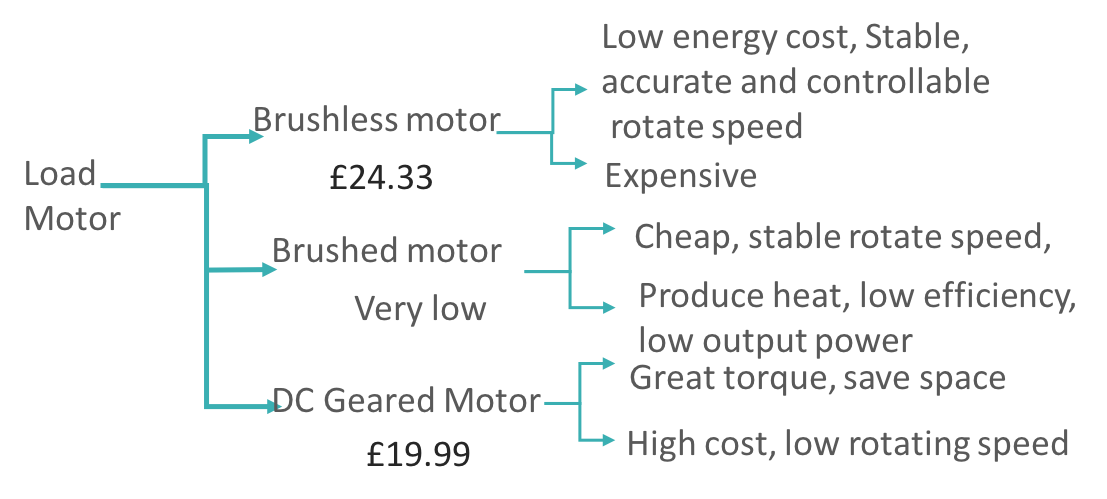 Load
Motor
Brushless motor
£24.33
Low energy cost, Stable,
accurate and controllable
rotate speed
Expensive
Brushed motor
Very low
Cheap, stable rotate speed,
Produce heat, low efficiency,
low output power
DC Geared Motor
£19.99
Great torque, save space
High cost, low rotating speed